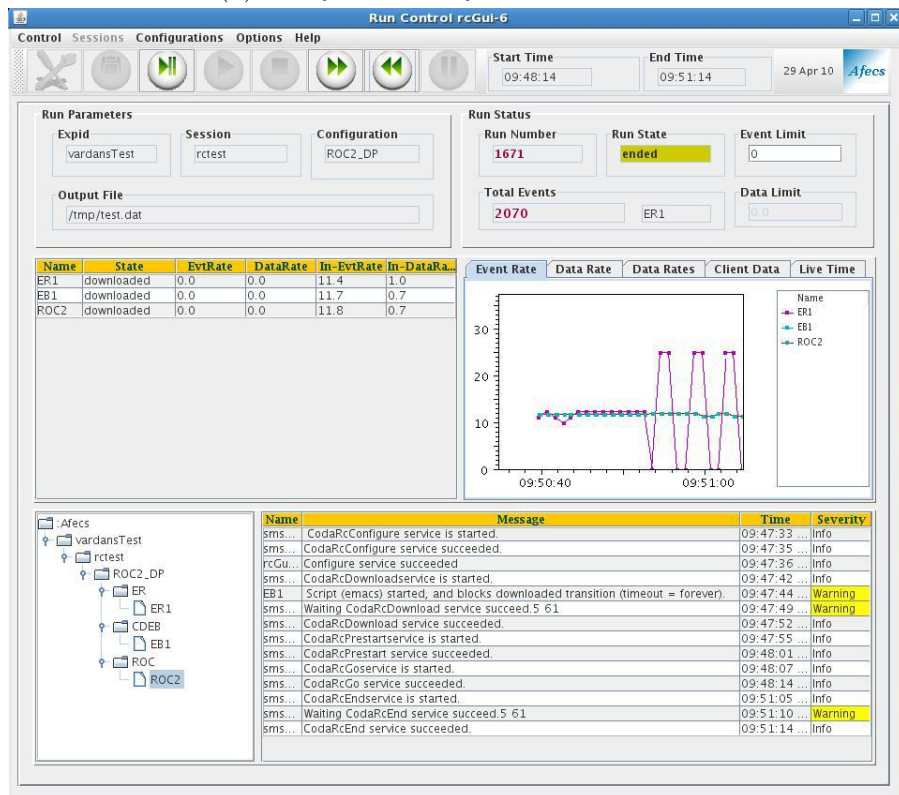 Run Control rcGui-6
Control Sessions Configurations Options Help
Start Time
09:48:14
End Time
09:51:14
29 Apr 10
Afecs
Run Parameters
Expid
vardansTest
Session
rctest
Configuration
ROC2_DP
Output File
/tmp/test.dat
Run Status
Run Number
1671
Run State
ended
Event Limit
0
Total Events
2070
ER1
Data Limit
0.0
Name State EvtRate DataRate In-EvtRate In-DataRa...
ER1 downloaded 0.0 0.0 11.4 1.0
EB1 downloaded 0.0 0.0 11.7 0.7
ROC2 downloaded 0.0 0.0 11.8 0.7
Event Rate Data Rate Data Rates Client Data Live Time
30
20
10
0
09:50:40 09:51:00
Name
ER1
EB1
ROC2
:Afecs
vardansTest
rctest
ROC2_DP
ER
ER1
CDEB
EB1
ROC
ROC2
Name Message Time Severity
sms... CodaRcConfigure service is started. 09:47:33 ... Info
sms... CodaRcConfigure service succeeded. 09:47:35 ... Info
rcGu... Configure service succeeded 09:47:36 ... Info
sms... CodaRcDownloadservice is started. 09:47:42 ... Info
EB1 Script (emacs) started, and blocks downloaded transition (timeout = forever). 09:47:44 ... Warning
sms... Waiting CodaRcDownload service succeed.5 61 09:47:49 ... Warning
sms... CodaRcDownload service succeeded. 09:47:52 ... Info
sms... CodaRcPrestartservice is started. 09:47:55 ... Info
sms... CodaRcPrestart service succeeded. 09:48:01 ... Info
sms... CodaRcGoservice is started. 09:48:07 ... Info
sms... CodaRcGo service succeeded. 09:48:14 ... Info
sms... CodaRcEndservice is started. 09:51:05 ... Info
sms... Waiting CodaRcEnd service succeed.5 61 09:51:10 ... Warning
sms... CodaRcEnd service succeeded. 09:51:14 ... Info